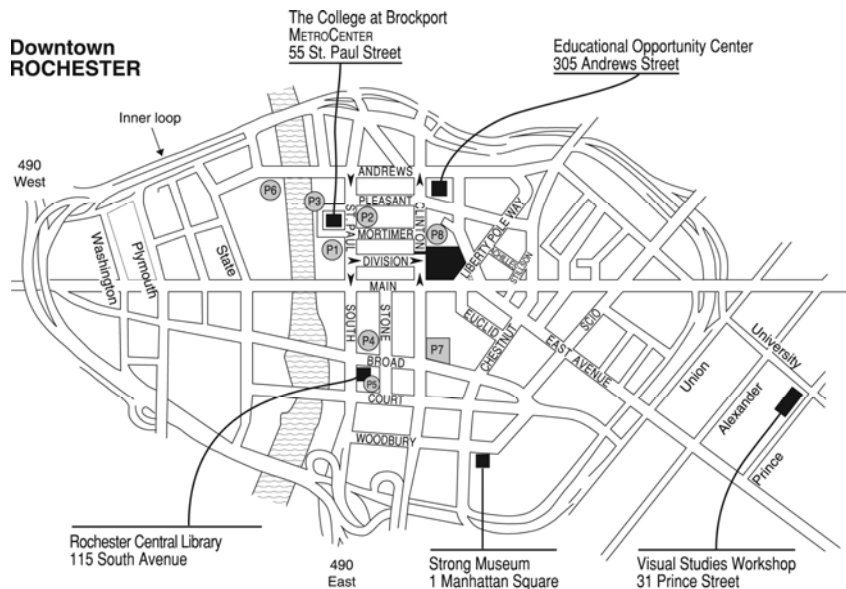 Downtown
ROCHESTER
The College at Brockport
METROCENTER
55 St. Paul Street
Educational Opportunity Center
305 Andrews Street
Inner loop
490
West
ANDREWS
P6
P3
PLEASANT
P2
ST. PAUL
CLINTON
MORTIMER
P8
P1
DIVISION
LIBERTY POLE WAY
STILLSON
MAIN
Washington
Plymouth
State
SOUTH
STONE
P4
P7
EUCLID
CHESTNUT
EAST AVENUE
SCIO
BROAD
P5
COURT
WOODBURY
University
Union
Alexander
Prince
Rochester Central Library
115 South Avenue
490
East
Strong Museum
1 Manhattan Square
Visual Studies Workshop
31 Prince Street